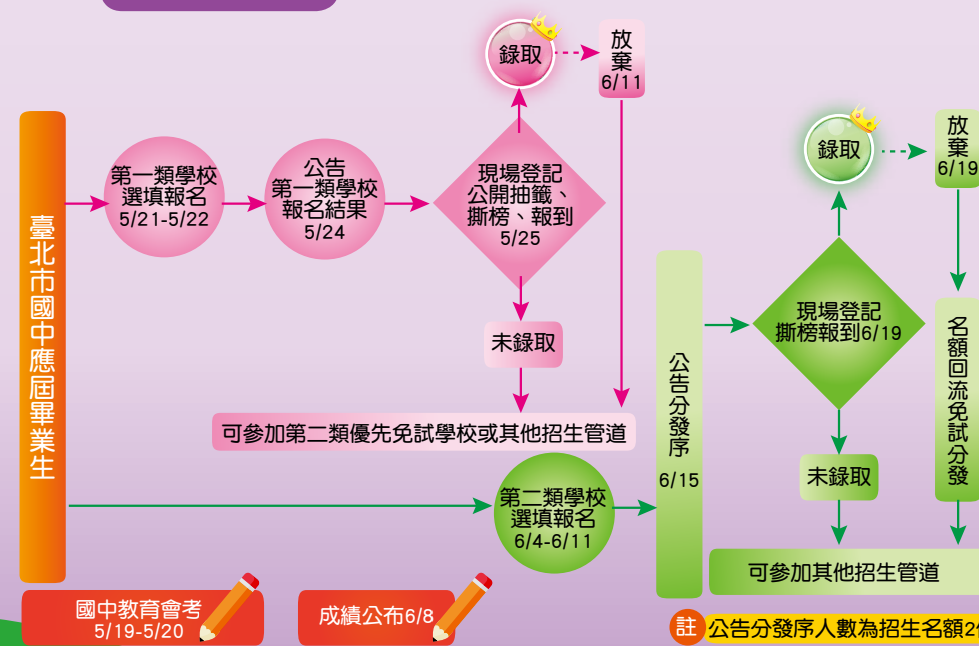 臺北市國中應屆畢業生
第一類學校
選填報名
5/21-5/22
公告
第一類學校
報名結果
5/24
現場登記
公開抽籤、
撕榜、報到
5/25
錄取
放棄
6/11
未錄取
可參加第二類優先免試學校或其他招生管道
第二類學校
選填報名
6/4-6/11
公告分發序
6/15
現場登記
撕榜報到6/19
錄取
放棄
6/19
名額回流免試分發
未錄取
可參加其他招生管道
國中教育會考
5/19-5/20
成績公布6/8
註 公告分發序人數為招生名額2